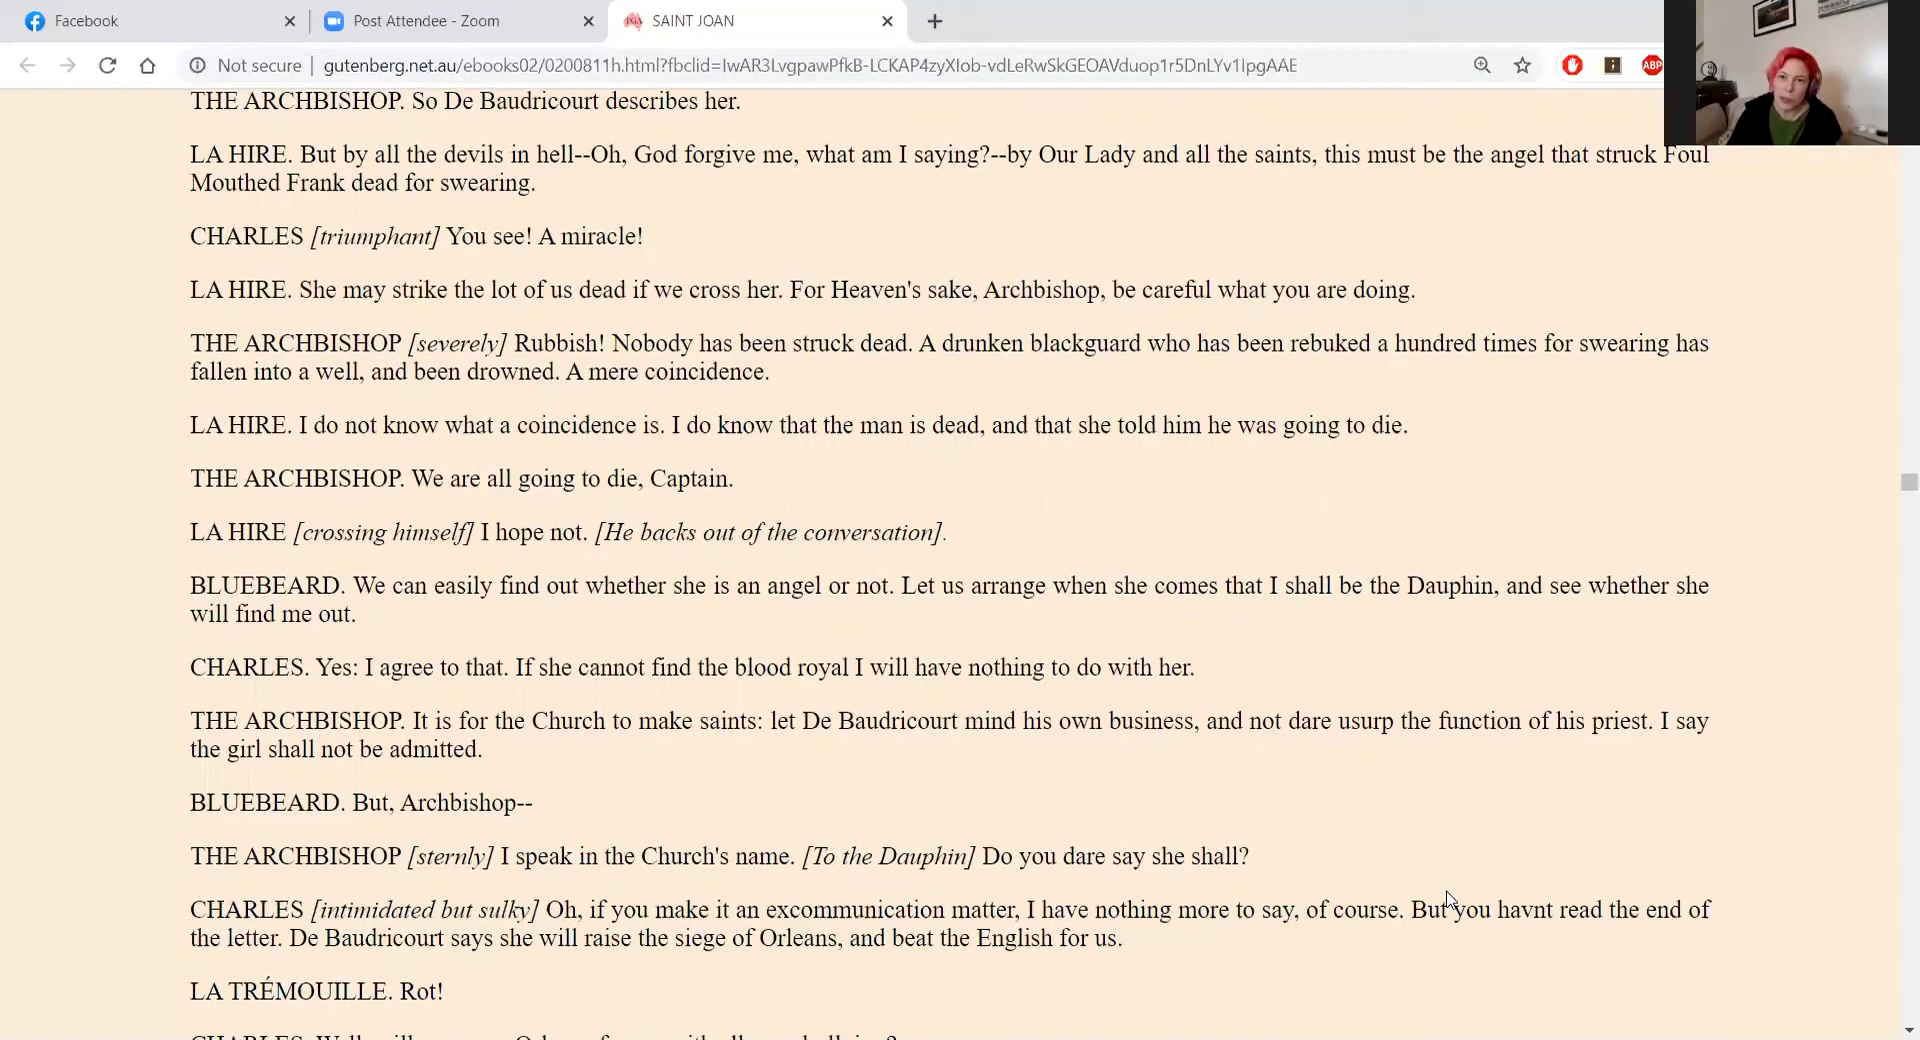 Facebook
Post Attendee - Zoom
SAINT JOAN
Not secure
gutenberg.net.au/ebooks02/0200811h.html?fbclid=IwAR3LvgpawPfkB-LCKAP4zyXIob-vdLeRwSkGEOAVduop1r5DnLYv1IpgAAE
ABP
THE ARCHBISHOP. So De Baudricourt describes her.
LA HIRE. But by all the devils in hell--Oh, God forgive me, what am I saying?--by Our Lady and all the saints, this must be the angel that struck Foul
Mouthed Frank dead for swearing.
CHARLES [triumphant] You see! A miracle!
LA HIRE. She may strike the lot of us dead if we cross her. For Heaven's sake, Archbishop, be careful what you are doing.
THE ARCHBISHOP [severely] Rubbish! Nobody has been struck dead. A drunken blackguard who has been rebuked a hundred times for swearing has
fallen into a well, and been drowned. A mere coincidence.
LA HIRE. I do not know what a coincidence is. I do know that the man is dead, and that she told him he was going to die.
THE ARCHBISHOP. We are all going to die, Captain.
LA HIRE [crossing himself] I hope not. [He backs out of the conversation].
BLUEBEARD. We can easily find out whether she is an angel or not. Let us arrange when she comes that I shall be the Dauphin, and see whether she
will find me out.
CHARLES. Yes: I agree to that. If she cannot find the blood royal I will have nothing to do with her.
THE ARCHBISHOP. It is for the Church to make saints: let De Baudricourt mind his own business, and not dare usurp the function of his priest. I say
the girl shall not be admitted.
BLUEBEARD. But, Archbishop--
THE ARCHBISHOP [sternly] I speak in the Church's name. [To the Dauphin] Do you dare say she shall?
CHARLES [intimidated but sulky] Oh, if you make it an excommunication matter, I have nothing more to say, of course. But you havnt read the end of
the letter. De Baudricourt says she will raise the siege of Orleans, and beat the English for us.
LA TRÉMOUILLE. Rot!